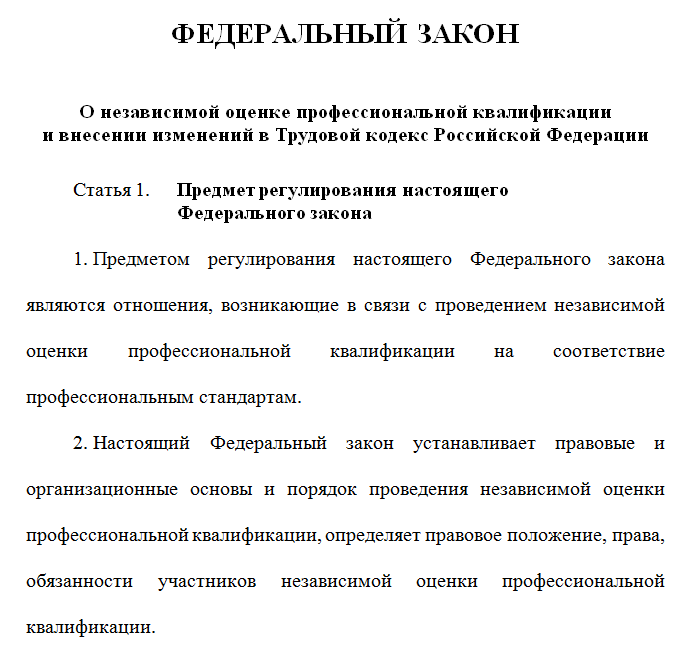 ФЕДЕРАЛЬНЫЙ ЗАКОН
О независимой оценке профессиональной квалификации
и внесении изменений в Трудовой кодекс Российской Федерации
Статья 1. Предмет регулирования настоящего
Федерального закона
1. Предметом регулирования настоящего Федерального закона
являются отношения, возникающие в связи с проведением независимой
оценки профессиональной квалификации на соответствие
профессиональным стандартам.
2. Настоящий Федеральный закон устанавливает правовые и
организационные основы и порядок проведения независимой оценки
профессиональной квалификации, определяет правовое положение, права,
обязанности участников независимой оценки профессиональной
квалификации.